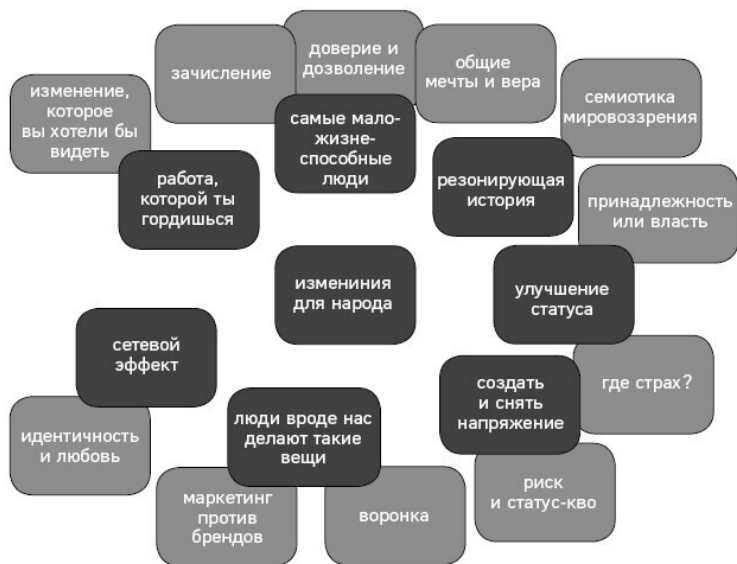 доверие и
дозволение
зачисление
общие
мечты и вера
изменение,
которое
вы хотели бы
видеть
семиотика
мировоззрения
самые мало-
жизне-
способные
люди
работа,
которой ты
гордишься
резонирующая
история
принадлежность
или власть
измениния
для народа
улучшение
статуса
сетевой
эффект
где страх?
создать
и снять
напряжение
люди вроде нас
делают такие
вещи
идентичность
и любовь
маркетинг
против
брендов
воронка
риск
и статус-кво